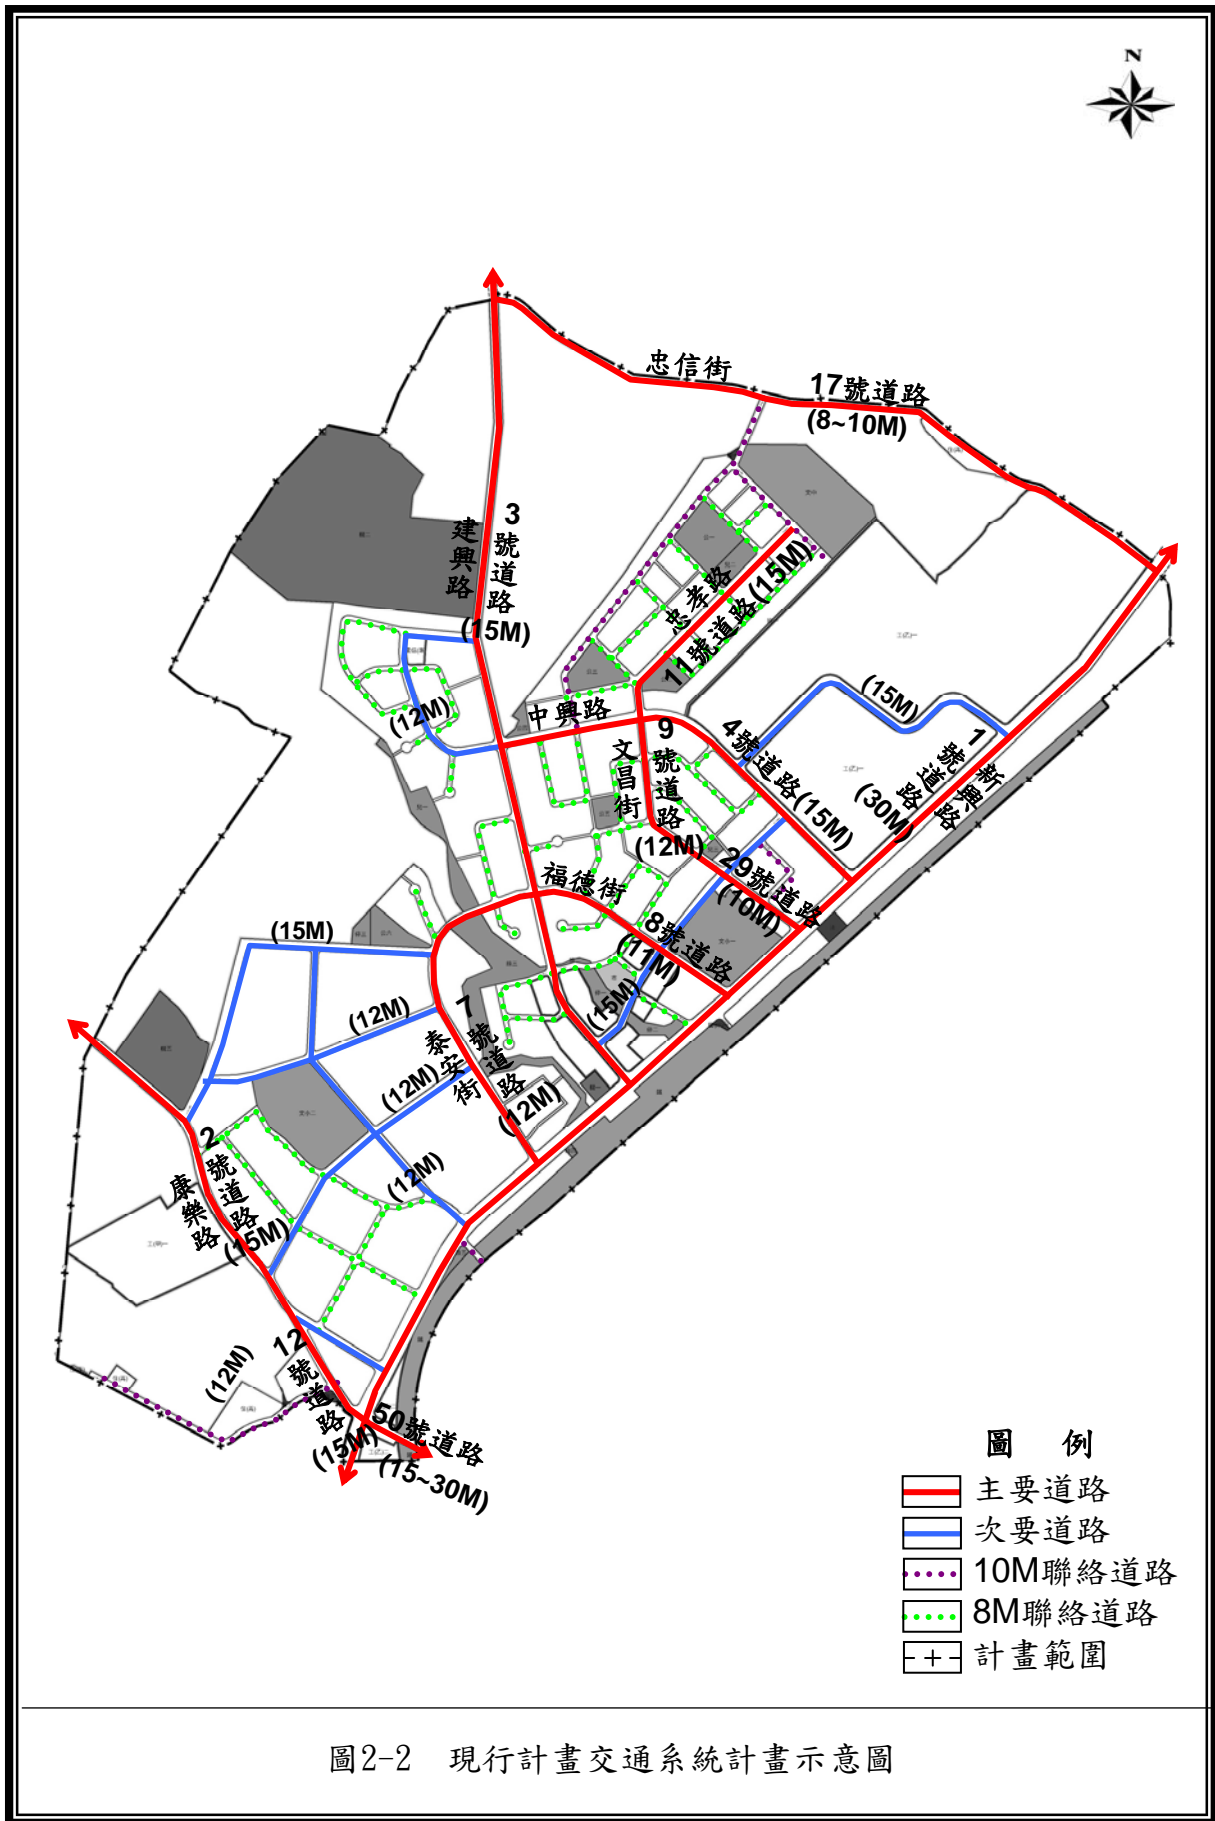 N
忠信街
17號道路
(8~10M)
3號道路
(15M)
建興路
忠孝路
11號道路(15M)
(12M)
中興路
文昌街
9號道路
(12M)
4號道路(15M)
(15M)
1號道路
(30M)
新興路
29號道路
(10M)
福德街
8號道路
(11M)
(15M)
(15M)
(12M)
7號道路
(12M)
泰安街
(12M)
(12M)
2號道路
(15M)
康樂路
(12M)
12號道路
(15M)
50號道路
(15~30M)
圖 例
主要道路
次要道路
10M聯絡道路
8M聯絡道路
計畫範圍
圖2-2 現行計畫交通系統計畫示意圖